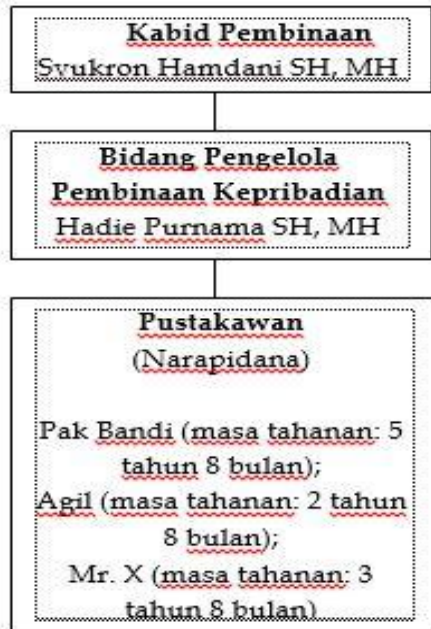 Kabid Pembinaan
Syukron Hamdani SH, MH
Bidang Pengelola
Pembinaan Kepribadian
Hadie Purnama SH, MH
Pustakawan
(Narapidana)
Pak Bandi (masa tahanan: 5
tahun 8 bulan);
Agil (masa tahanan: 2 tahun
8 bulan);
Mr. X (masa tahanan: 3
tahun 8 bulan)